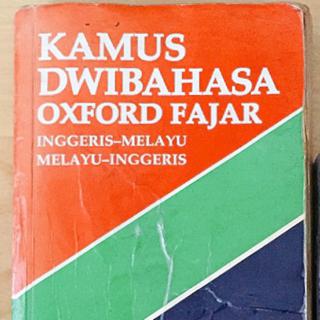 KAMUS
DWIBAHASA
OXFORD FAJAR
INGGERIS–MELAYU
MELAYU–INGGERIS